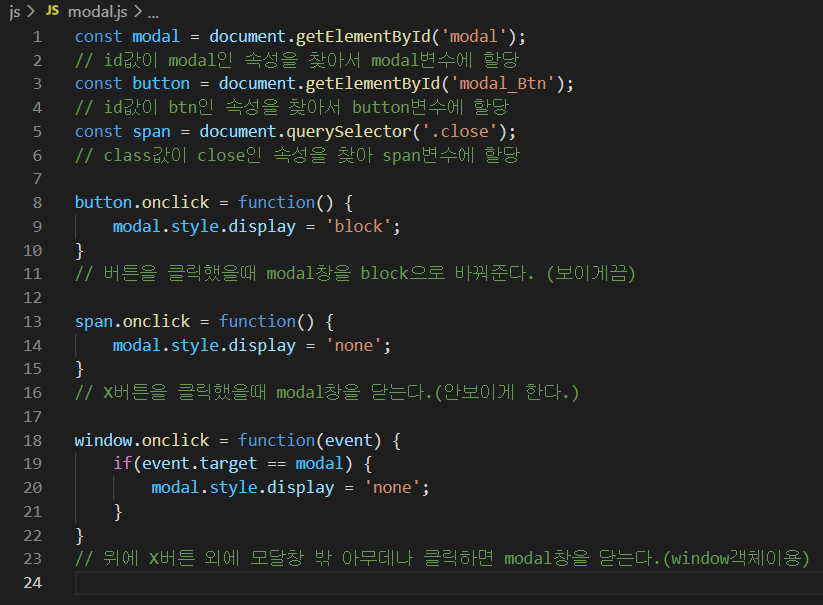 js > JS modal.js > ...
1 const modal = document.getElementById('modal');
2 // id값이 modal인 속성을 찾아서 modal변수에 할당
3 const button = document.getElementById('modal_Btn');
4 // id값이 btn인 속성을 찾아서 button변수에 할당
5 const span = document.querySelector('.close');
6 // class값이 close인 속성을 찾아 span변수에 할당
7
8 button.onclick = function() {
9 modal.style.display = 'block';
10 }
11 // 버튼을 클릭했을때 modal창을 block으로 바꿔준다. (보이게끔)
12
13 span.onclick = function() {
14 modal.style.display = 'none';
15 }
16 // X버튼을 클릭했을때 modal창을 닫는다.(안보이게 한다.)
17
18 window.onclick = function(event) {
19 if(event.target == modal) {
20 modal.style.display = 'none';
21 }
22 }
23 // 위에 X버튼 외에 모달창 밖 아무데나 클릭하면 modal창을 닫는다.(window객체이용)
24